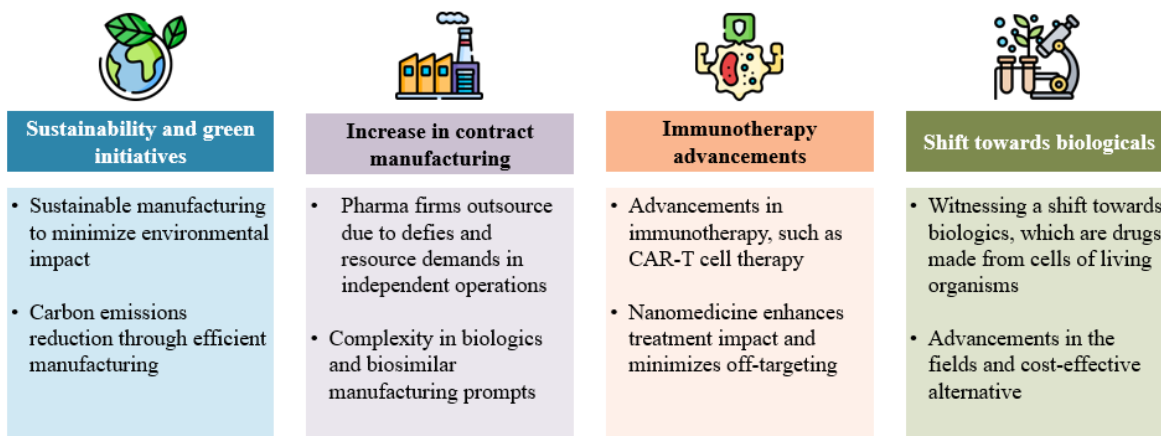 Sustainability and green
initiatives
• Sustainable manufacturing
to minimize environmental
impact
• Carbon emissions
reduction through efficient
manufacturing
Increase in contract
manufacturing
• Pharma firms outsource
due to defies and
resource demands in
independent operations
• Complexity in biologics
and biosimilar
manufacturing prompts
Immunotherapy
advancements
• Advancements in
immunotherapy, such as
CAR-T cell therapy
• Nanomedicine enhances
treatment impact and
minimizes off-targeting
Shift towards biologicals
• Witnessing a shift towards
biologics, which are drugs
made from cells of living
organisms
• Advancements in the
fields and cost-effective
alternative